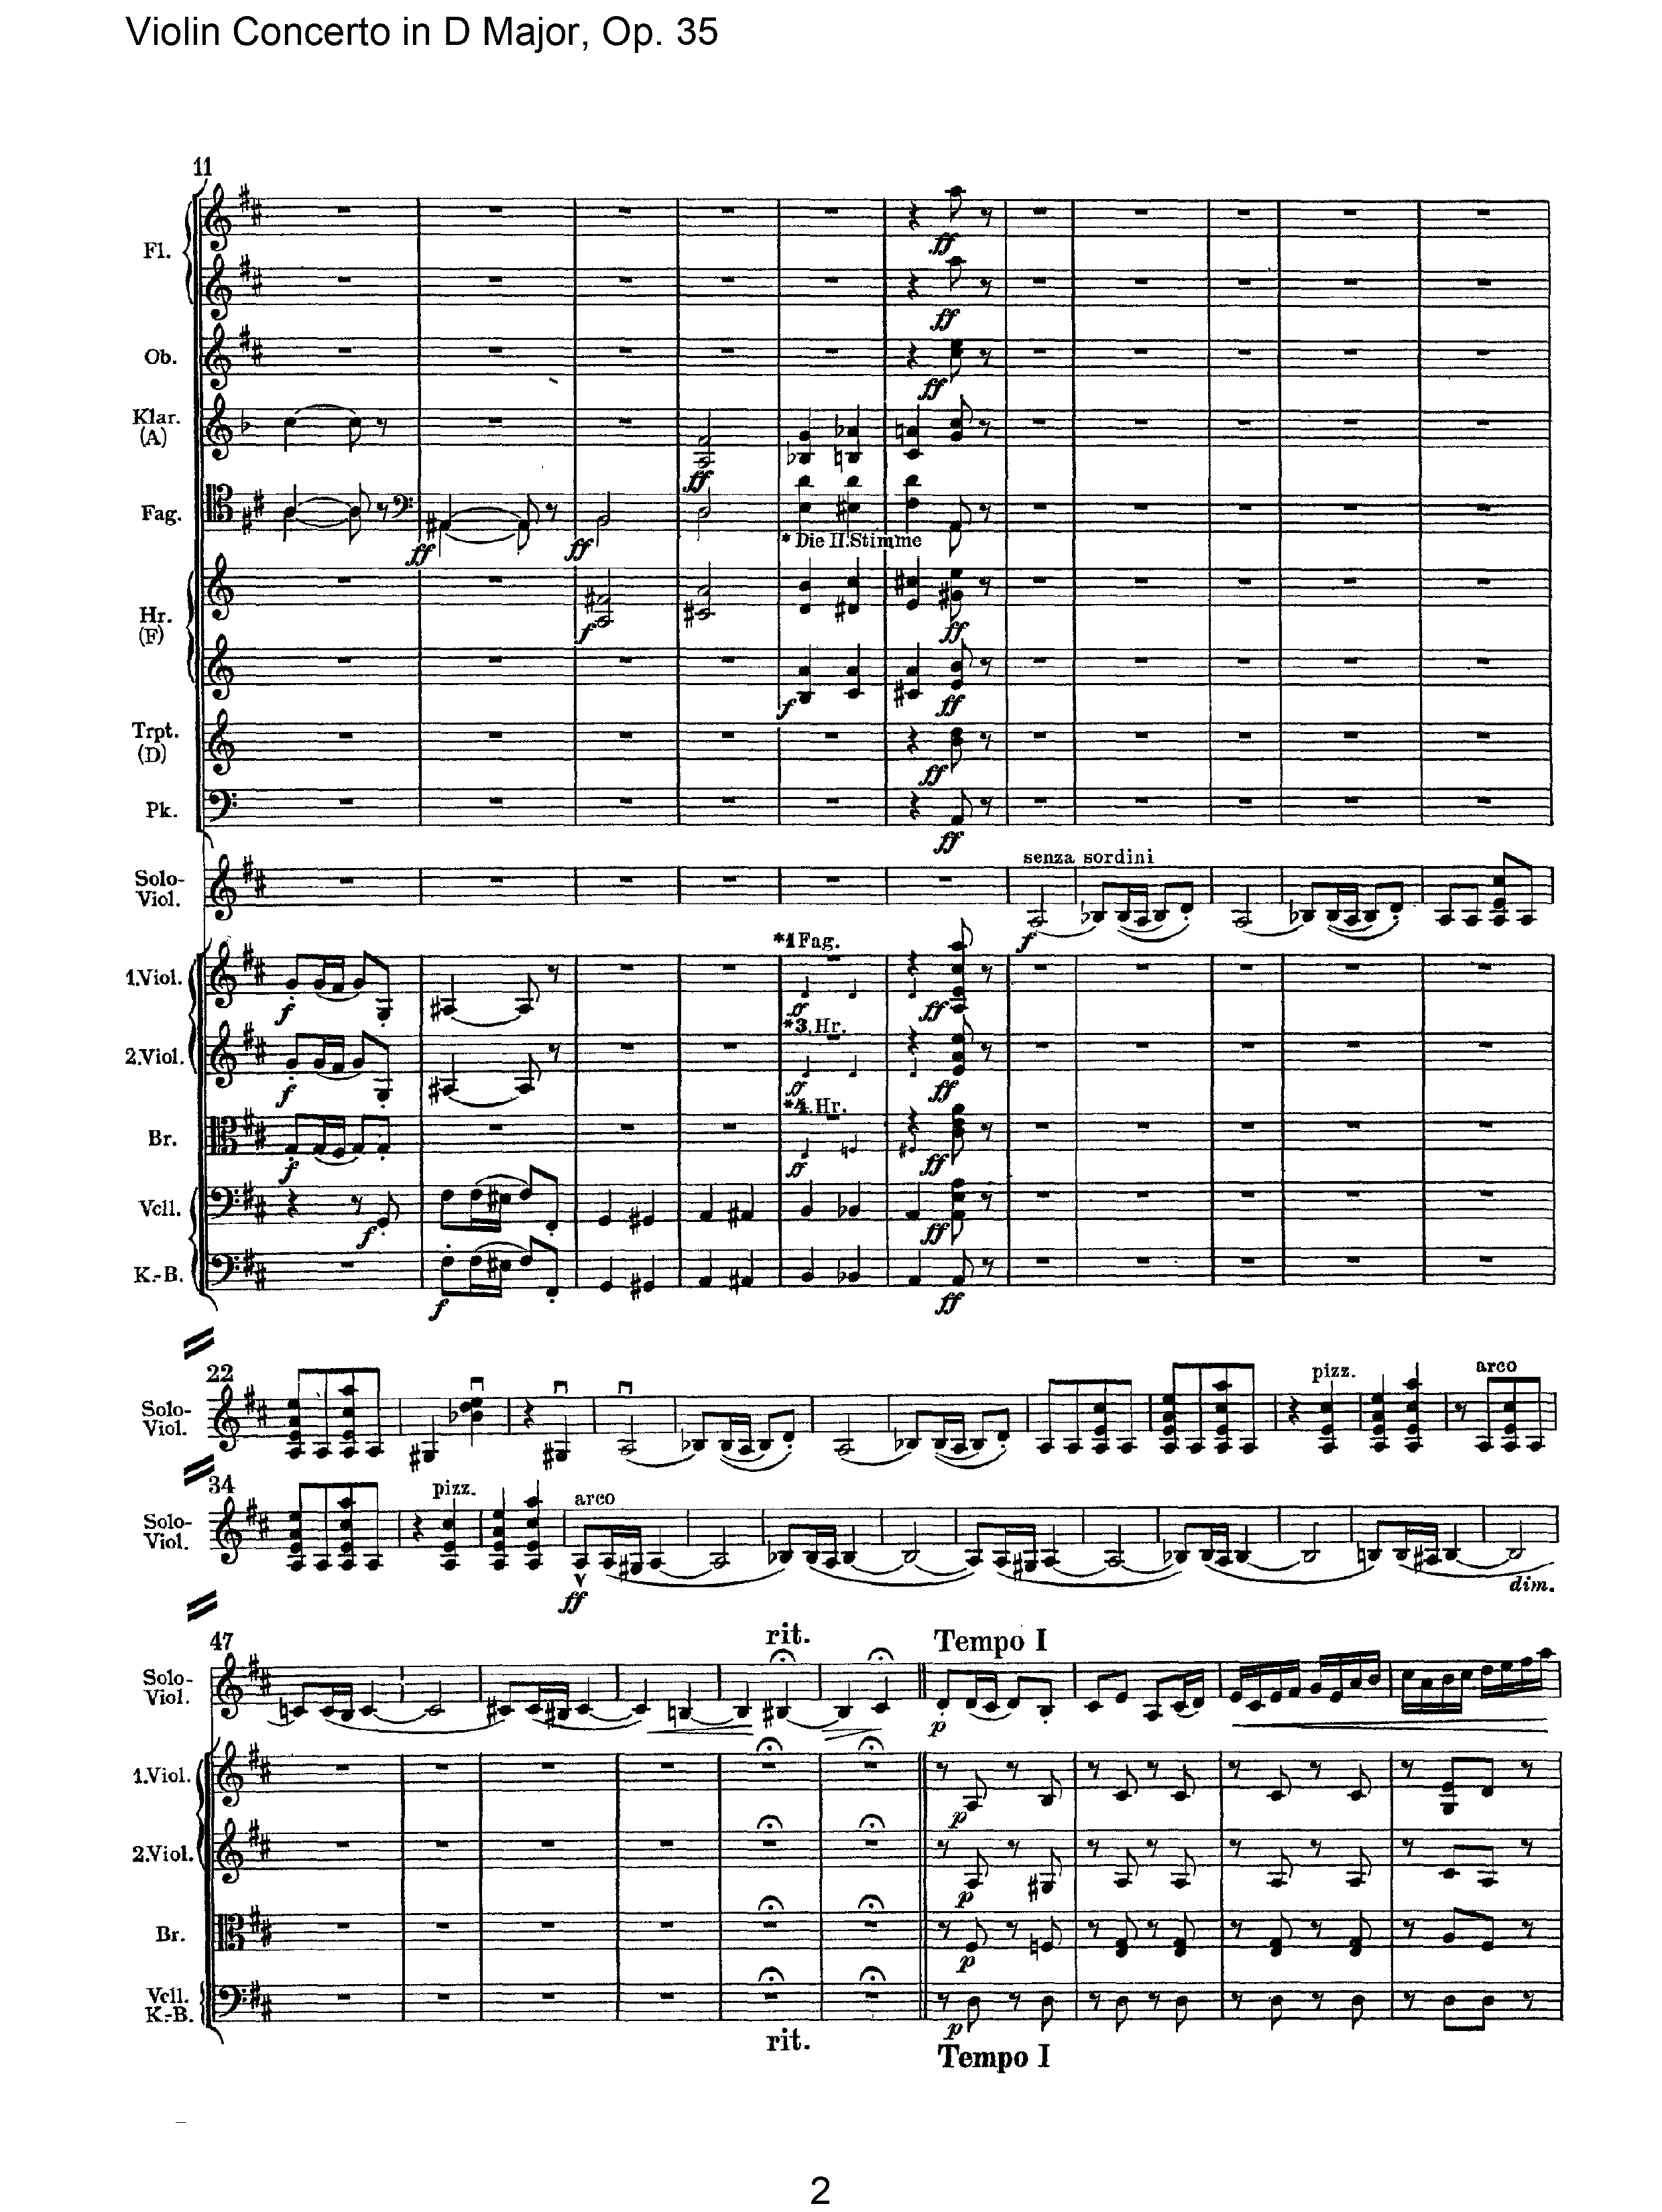 Violin Concerto in D Major, Op. 35
11
Fl.
ff
ff
Ob.
ff
Klar.
(A)
ff
Fag.
ff
ff
* Die II. Stimme
Hr.
(F)
f
ff
f
ff
Trpt.
(D)
ff
Pk.
ff
senza sordini
Solo-
Viol.
f
*1 Fag.
1.Viol.
f
ff
ff
*3. Hr.
2.Viol.
f
ff
ff
*4. Hr.
Br.
f
ff
ff
Vcll.
f
ff
K.-B.
f
ff
22
pizz.
arco
Solo-
Viol.
34
pizz.
arco
Solo-
Viol.
ff
dim.
47
rit.
Tempo I
Solo-
Viol.
p
1.Viol.
p
2.Viol.
p
Br.
p
Vcll.
K.-B.
p
rit.
Tempo I
2